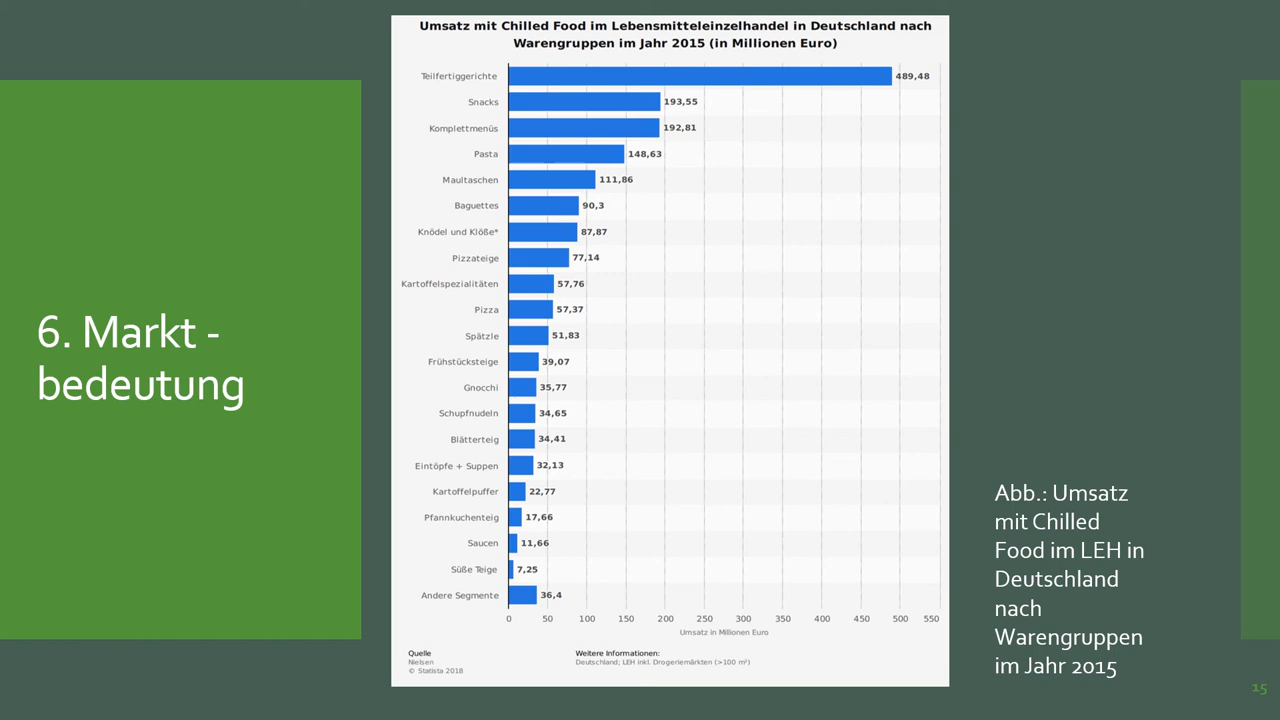 6. Markt -
bedeutung
Umsatz mit Chilled Food im Lebensmitteleinzelhandel in Deutschland nach
Warengruppen im Jahr 2015 (in Millionen Euro)
Teilfertiggerichte 489,48
Snacks 193,55
Komplettmenüs 192,81
Pasta 148,63
Maultaschen 111,86
Baguettes 90,3
Knödel und Klöße* 87,87
Pizzateige 77,14
Kartoffelspezialitäten 57,76
Pizza 57,37
Spätzle 51,83
Frühstücksteige 39,07
Gnocchi 35,77
Schupfnudeln 34,65
Blätterteig 34,41
Eintöpfe + Suppen 32,13
Kartoffelpuffer 22,77
Pfannkuchenteig 17,66
Saucen 11,66
Süße Teige 7,25
Andere Segmente 36,4
0 50 100 150 200 250 300 350 400 450 500 550
Umsatz in Millionen Euro
Quelle
Nielsen
© Statista 2018
Weitere Informationen:
Deutschland; LEH inkl. Drogeriemärkten (>100 m²)
Abb.: Umsatz
mit Chilled
Food im LEH in
Deutschland
nach
Warengruppen
im Jahr 2015
15